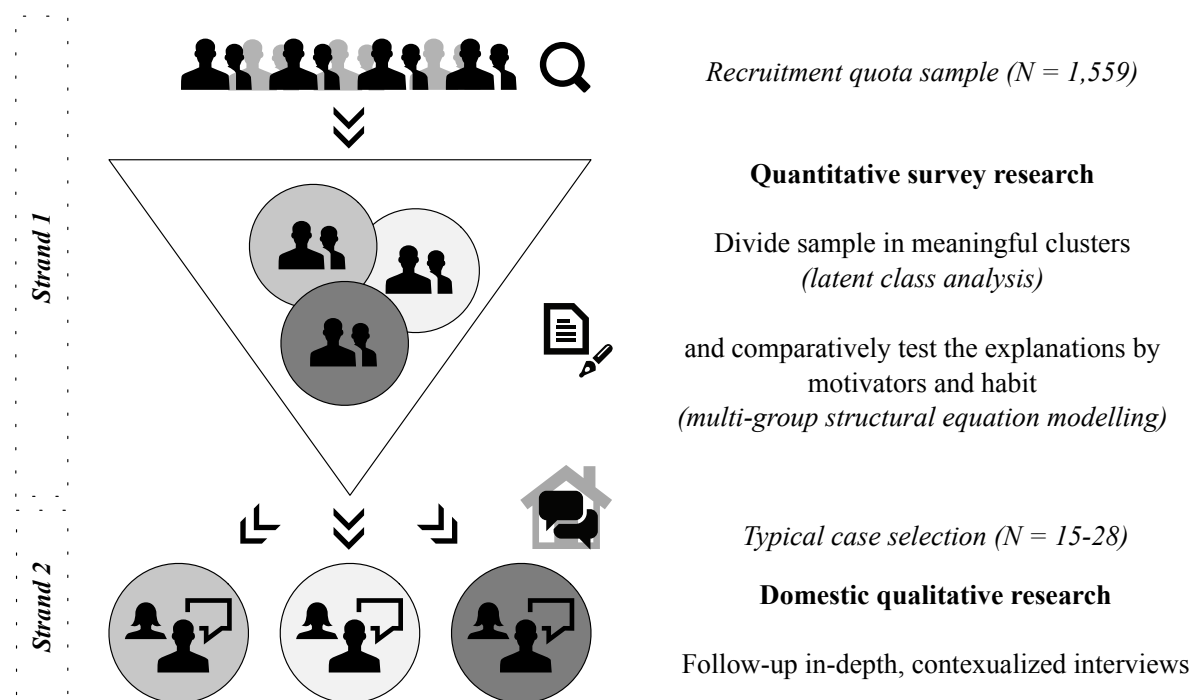 Strand 1
Recruitment quota sample (N = 1,559)
Quantitative survey research
Divide sample in meaningful clusters
(latent class analysis)
and comparatively test the explanations by
motivators and habit
(multi-group structural equation modelling)
Strand 2
Typical case selection (N = 15-28)
Domestic qualitative research
Follow-up in-depth, contexualized interviews